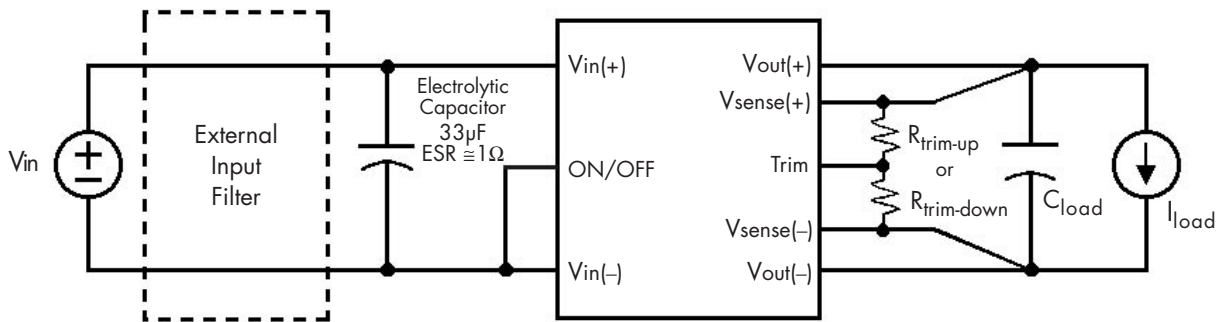 Vin
+
−
External
Input
Filter
Electrolytic
Capacitor
33µF
ESR ≅1Ω
Vin(+)
ON/OFF
Vin(–)
Vout(+)
Vsense(+)
Trim
Vsense(–)
Vout(–)
Rtrim-up
or
Rtrim-down
Cload
Iload